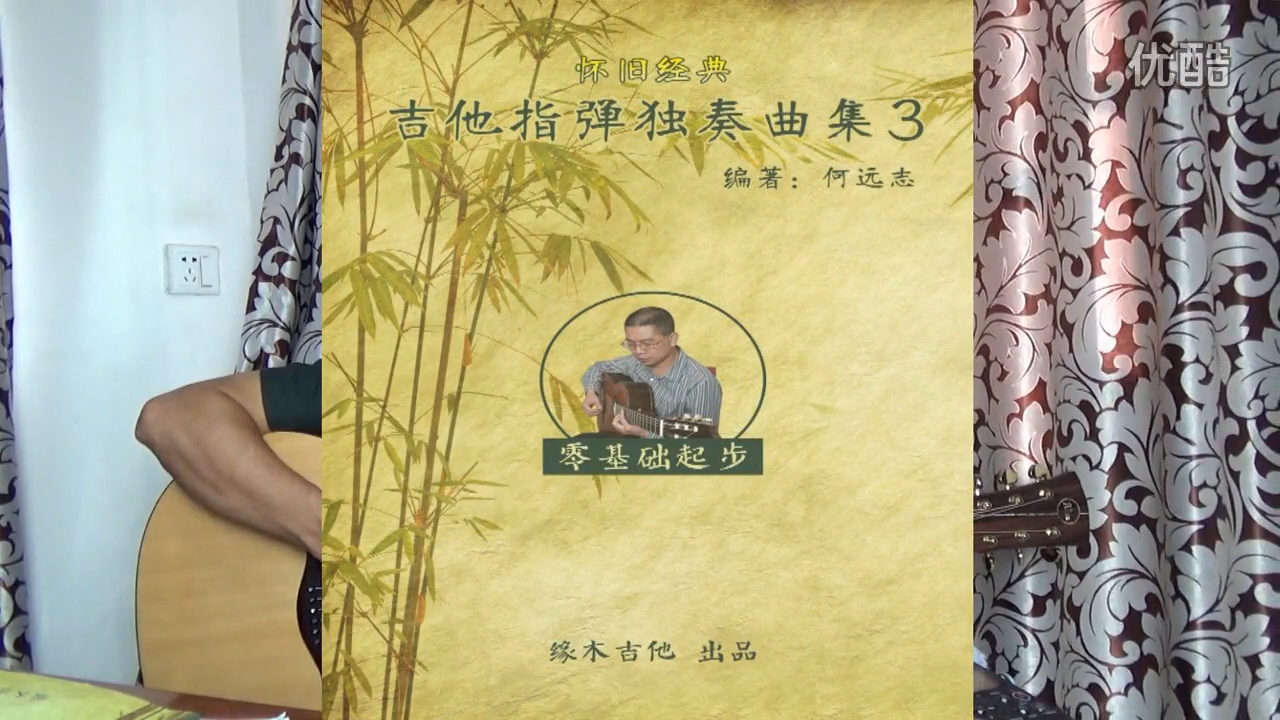 优酷
怀旧经典
吉他指弹独奏曲集3
编著：何远志
零基础起步
缘木吉他 出品